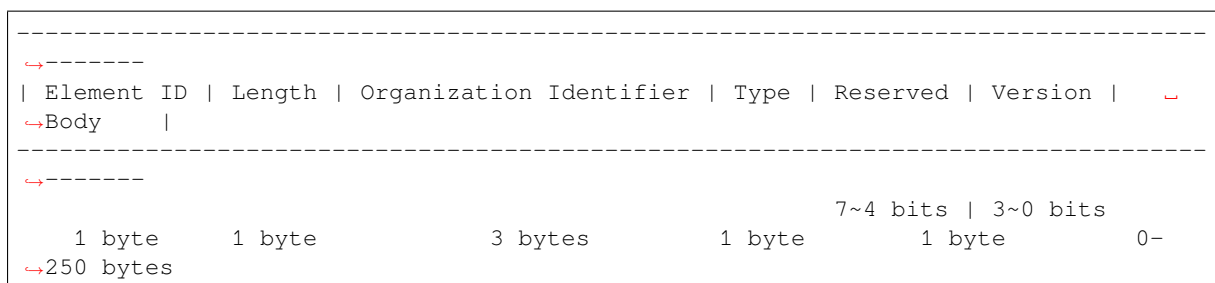 ------------------------------------------------------------------------------------
↪-------
| Element ID | Length | Organization Identifier | Type | Reserved | Version |   ␣
↪Body    |
------------------------------------------------------------------------------------
↪-------
                                                          7~4 bits | 3~0 bits
    1 byte     1 byte            3 bytes         1 byte        1 byte         0-
↪250 bytes